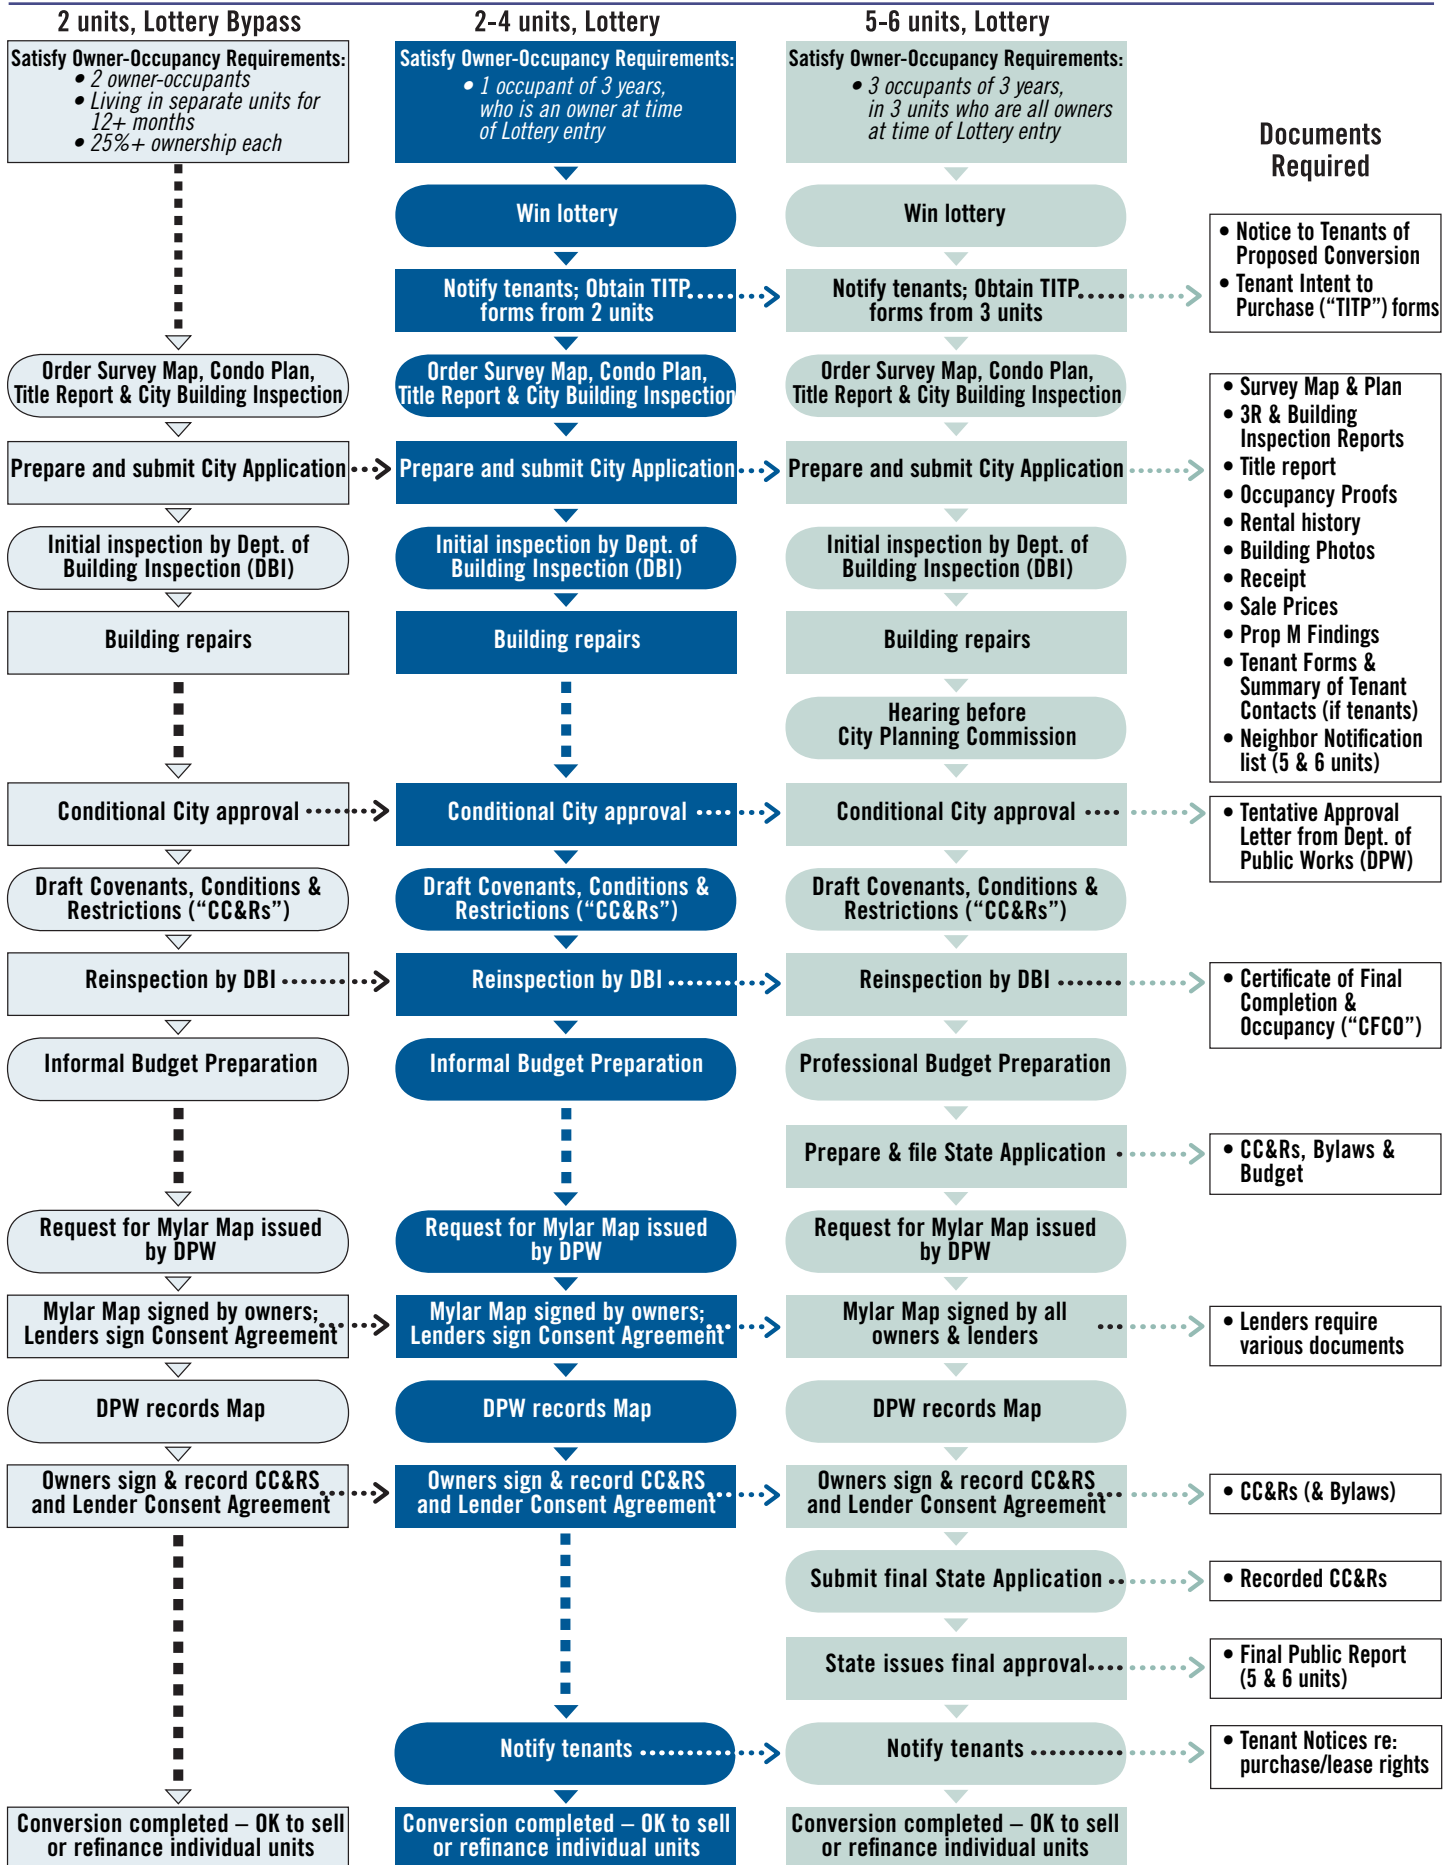 2 units, Lottery Bypass
Satisfy Owner-Occupancy Requirements:
• 2 owner-occupants
• Living in separate units for
12+ months
• 25%+ ownership each
Order Survey Map, Condo Plan,
Title Report & City Building Inspection
Prepare and submit City Application
Initial inspection by Dept. of
Building Inspection (DBI)
Building repairs
Conditional City approval
Draft Covenants, Conditions &
Restrictions (“CC&Rs”)
Reinspection by DBI
Informal Budget Preparation
Request for Mylar Map issued
by DPW
Mylar Map signed by owners;
Lenders sign Consent Agreement
DPW records Map
Owners sign & record CC&RS
and Lender Consent Agreement
Conversion completed – OK to sell
or refinance individual units
2-4 units, Lottery
Satisfy Owner-Occupancy Requirements:
• 1 occupant of 3 years,
who is an owner at time
of Lottery entry
Win lottery
Notify tenants; Obtain TITP
forms from 2 units
Order Survey Map, Condo Plan,
Title Report & City Building Inspection
Prepare and submit City Application
Initial inspection by Dept. of
Building Inspection (DBI)
Building repairs
Conditional City approval
Draft Covenants, Conditions &
Restrictions (“CC&Rs”)
Reinspection by DBI
Informal Budget Preparation
Request for Mylar Map issued
by DPW
Mylar Map signed by owners;
Lenders sign Consent Agreement
DPW records Map
Owners sign & record CC&RS
and Lender Consent Agreement
Notify tenants
Conversion completed – OK to sell
or refinance individual units
5-6 units, Lottery
Satisfy Owner-Occupancy Requirements:
• 3 occupants of 3 years,
in 3 units who are all owners
at time of Lottery entry
Win lottery
Notify tenants; Obtain TITP
forms from 3 units
Order Survey Map, Condo Plan,
Title Report & City Building Inspection
Prepare and submit City Application
Initial inspection by Dept. of
Building Inspection (DBI)
Building repairs
Hearing before
City Planning Commission
Conditional City approval
Draft Covenants, Conditions &
Restrictions (“CC&Rs”)
Reinspection by DBI
Professional Budget Preparation
Prepare & file State Application
Request for Mylar Map issued
by DPW
Mylar Map signed by all
owners & lenders
DPW records Map
Owners sign & record CC&RS
and Lender Consent Agreement
Submit final State Application
State issues final approval
Notify tenants
Conversion completed – OK to sell
or refinance individual units
Documents
Required
• Notice to Tenants of
Proposed Conversion
• Tenant Intent to
Purchase (“TITP”) forms
• Survey Map & Plan
• 3R & Building
Inspection Reports
• Title report
• Occupancy Proofs
• Rental history
• Building Photos
• Receipt
• Sale Prices
• Prop M Findings
• Tenant Forms &
Summary of Tenant
Contacts (if tenants)
• Neighbor Notification
list (5 & 6 units)
• Tentative Approval
Letter from Dept. of
Public Works (DPW)
• Certificate of Final
Completion &
Occupancy (“CFCO”)
• CC&Rs, Bylaws &
Budget
• Lenders require
various documents
• CC&Rs (& Bylaws)
• Recorded CC&Rs
• Final Public Report
(5 & 6 units)
• Tenant Notices re:
purchase/lease rights